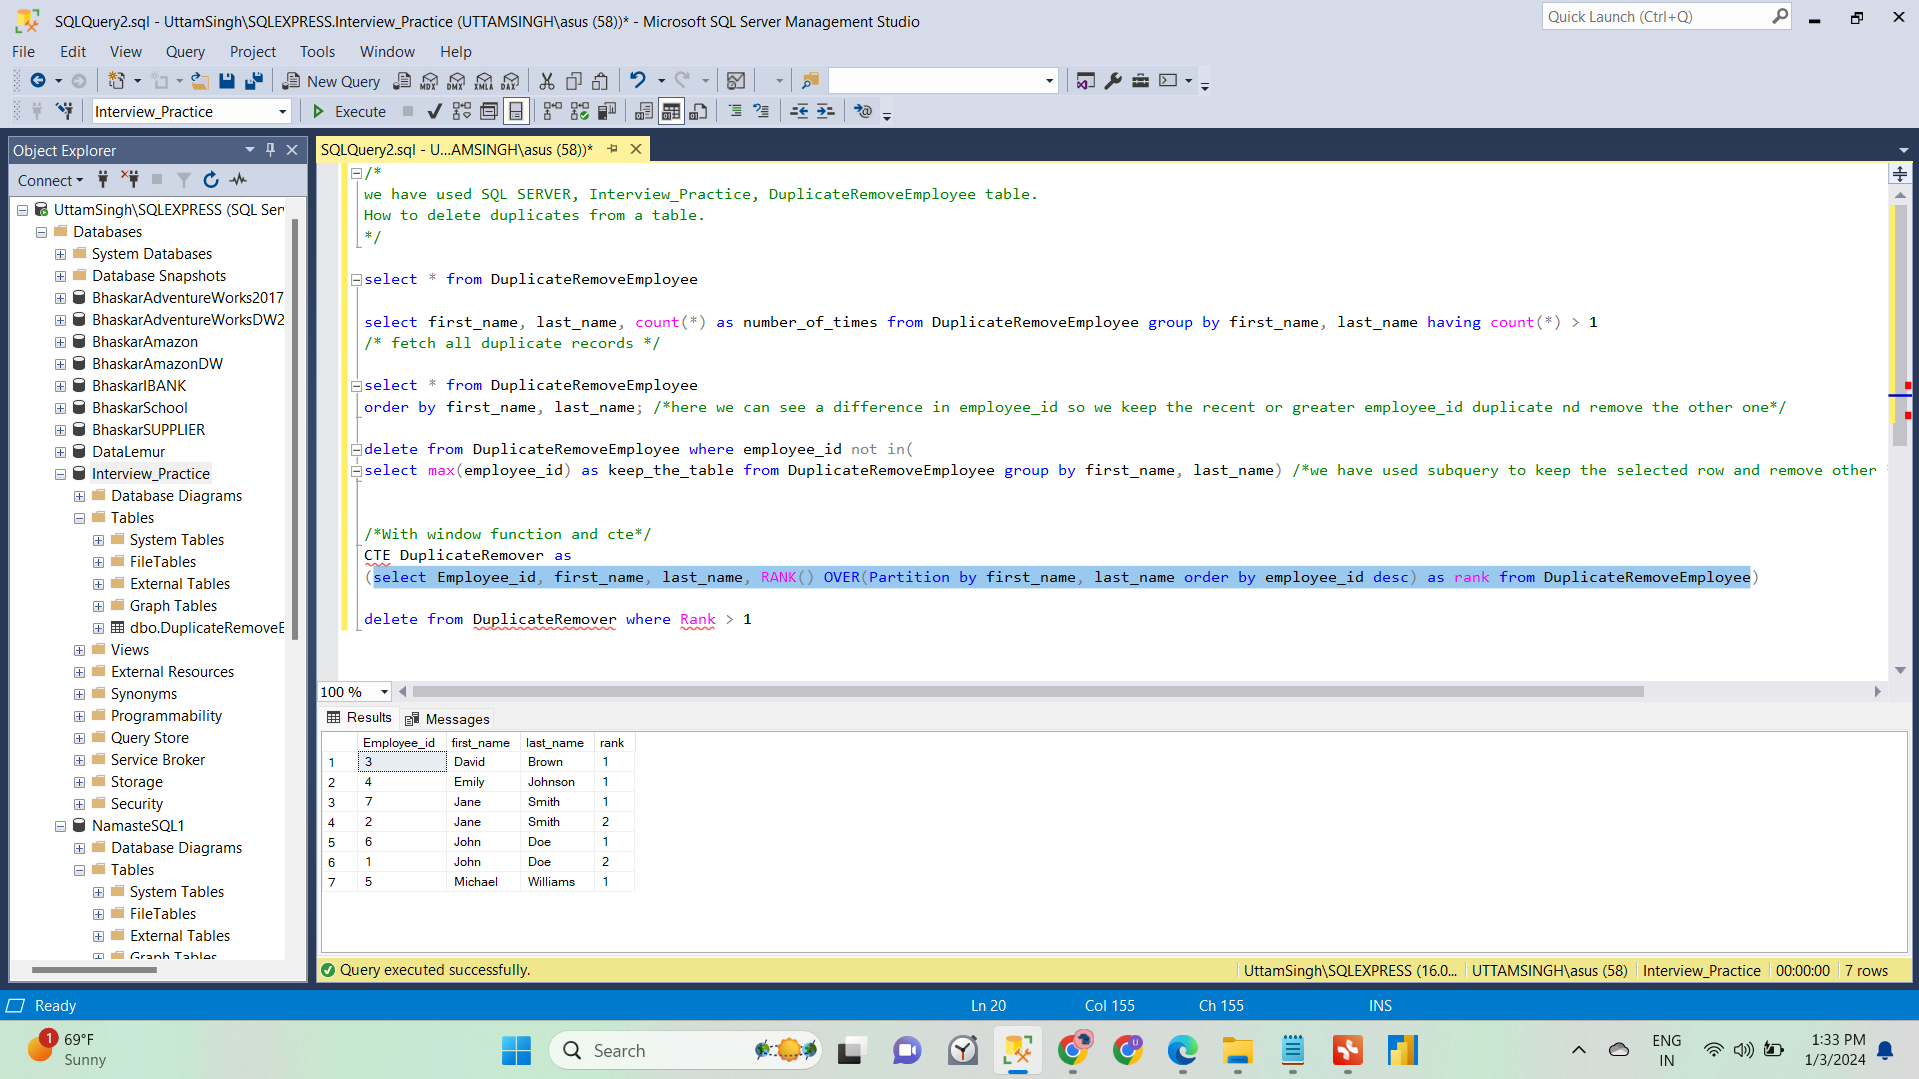 SQLQuery2.sql - UttamSingh\SQLEXPRESS.Interview_Practice (UTTAMSINGH\asus (58))* - Microsoft SQL Server Management Studio
Quick Launch (Ctrl+Q)
File Edit View Query Project Tools Window Help
New Query
MDX DMX XMLA DAX
Interview_Practice
Execute
Object Explorer
SQLQuery2.sql - U...AMSINGH\asus (58))*
Connect
UttamSingh\SQLEXPRESS (SQL Ser
Databases
System Databases
Database Snapshots
BhaskarAdventureWorks2017
BhaskarAdventureWorksDW2
BhaskarAmazon
BhaskarAmazonDW
BhaskarIBANK
BhaskarSchool
BhaskarSUPPLIER
DataLemur
Interview_Practice
Database Diagrams
Tables
System Tables
FileTables
External Tables
Graph Tables
dbo.DuplicateRemoveE
Views
External Resources
Synonyms
Programmability
Query Store
Service Broker
Storage
Security
NamasteSQL1
Database Diagrams
Tables
System Tables
FileTables
External Tables
Graph Tables
/*
we have used SQL SERVER, Interview_Practice, DuplicateRemoveEmployee table.
How to delete duplicates from a table.
*/
select * from DuplicateRemoveEmployee
select first_name, last_name, count(*) as number_of_times from DuplicateRemoveEmployee group by first_name, last_name having count(*) > 1
/* fetch all duplicate records */
select * from DuplicateRemoveEmployee
order by first_name, last_name; /*here we can see a difference in employee_id so we keep the recent or greater employee_id duplicate nd remove the other one*/
delete from DuplicateRemoveEmployee where employee_id not in(
select max(employee_id) as keep_the_table from DuplicateRemoveEmployee group by first_name, last_name) /*we have used subquery to keep the selected row and remove other
/*With window function and cte*/
CTE DuplicateRemover as
(select Employee_id, first_name, last_name, RANK() OVER(Partition by first_name, last_name order by employee_id desc) as rank from DuplicateRemoveEmployee)
delete from DuplicateRemover where Rank > 1
100 %
Results Messages
Employee_id first_name last_name rank
1 3 David Brown 1
2 4 Emily Johnson 1
3 7 Jane Smith 1
4 2 Jane Smith 2
5 6 John Doe 1
6 1 John Doe 2
7 5 Michael Williams 1
Query executed successfully.
UttamSingh\SQLEXPRESS (16.0... UTTAMSINGH\asus (58) Interview_Practice 00:00:00 7 rows
Ready
Ln 20 Col 155 Ch 155 INS
1
69°F
Sunny
Search
ENG
IN
1:33 PM
1/3/2024